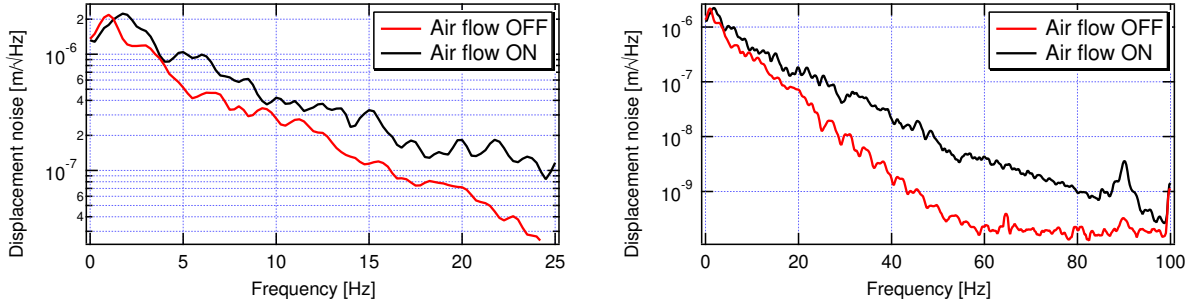 Displacement noise [m/√Hz]
2
10⁻⁶
6
4
2
10⁻⁷
6
4
Air flow OFF
Air flow ON
0 5 10 15 20 25
Frequency [Hz]
Displacement noise [m/√Hz]
10⁻⁶
10⁻⁷
10⁻⁸
10⁻⁹
Air flow OFF
Air flow ON
0 20 40 60 80 100
Frequency [Hz]